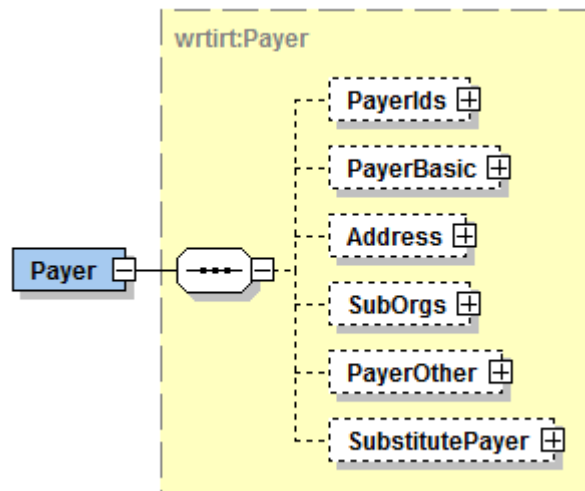 wrtirt:Payer
PayerIds
PayerBasic
Address
Payer
SubOrgs
PayerOther
SubstitutePayer